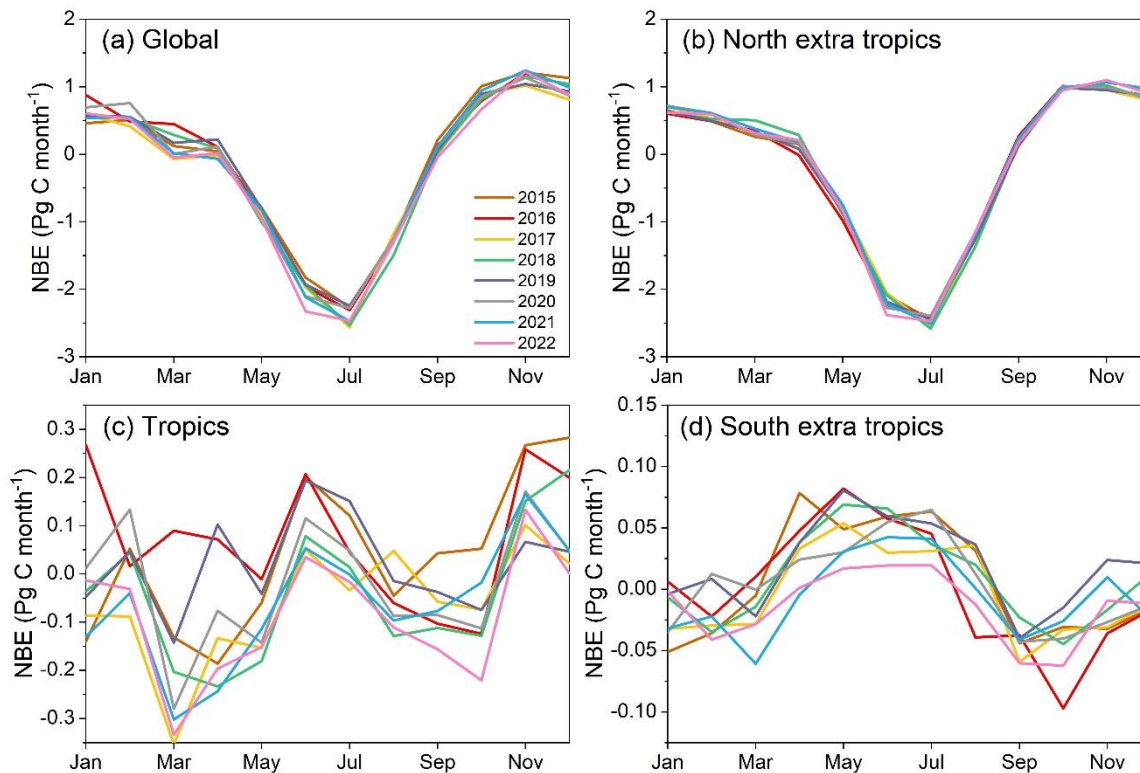 (a) Global
NBE (Pg C month⁻¹)
2
1
0
-1
-2
-3
Jan Mar May Jul Sep Nov
2015
2016
2017
2018
2019
2020
2021
2022
(b) North extra tropics
NBE (Pg C month⁻¹)
2
1
0
-1
-2
-3
Jan Mar May Jul Sep Nov
(c) Tropics
NBE (Pg C month⁻¹)
0.3
0.2
0.1
0.0
-0.1
-0.2
-0.3
Jan Mar May Jul Sep Nov
(d) South extra tropics
NBE (Pg C month⁻¹)
0.15
0.10
0.05
0.00
-0.05
-0.10
Jan Mar May Jul Sep Nov